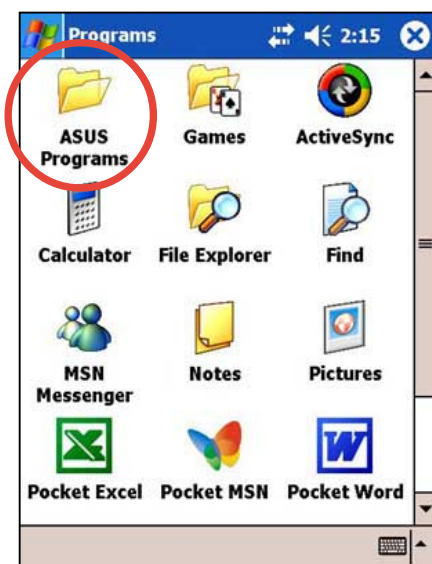 Programs 2:15
ASUS Programs
Games
ActiveSync
Calculator
File Explorer
Find
MSN Messenger
Notes
Pictures
Pocket Excel
Pocket MSN
Pocket Word